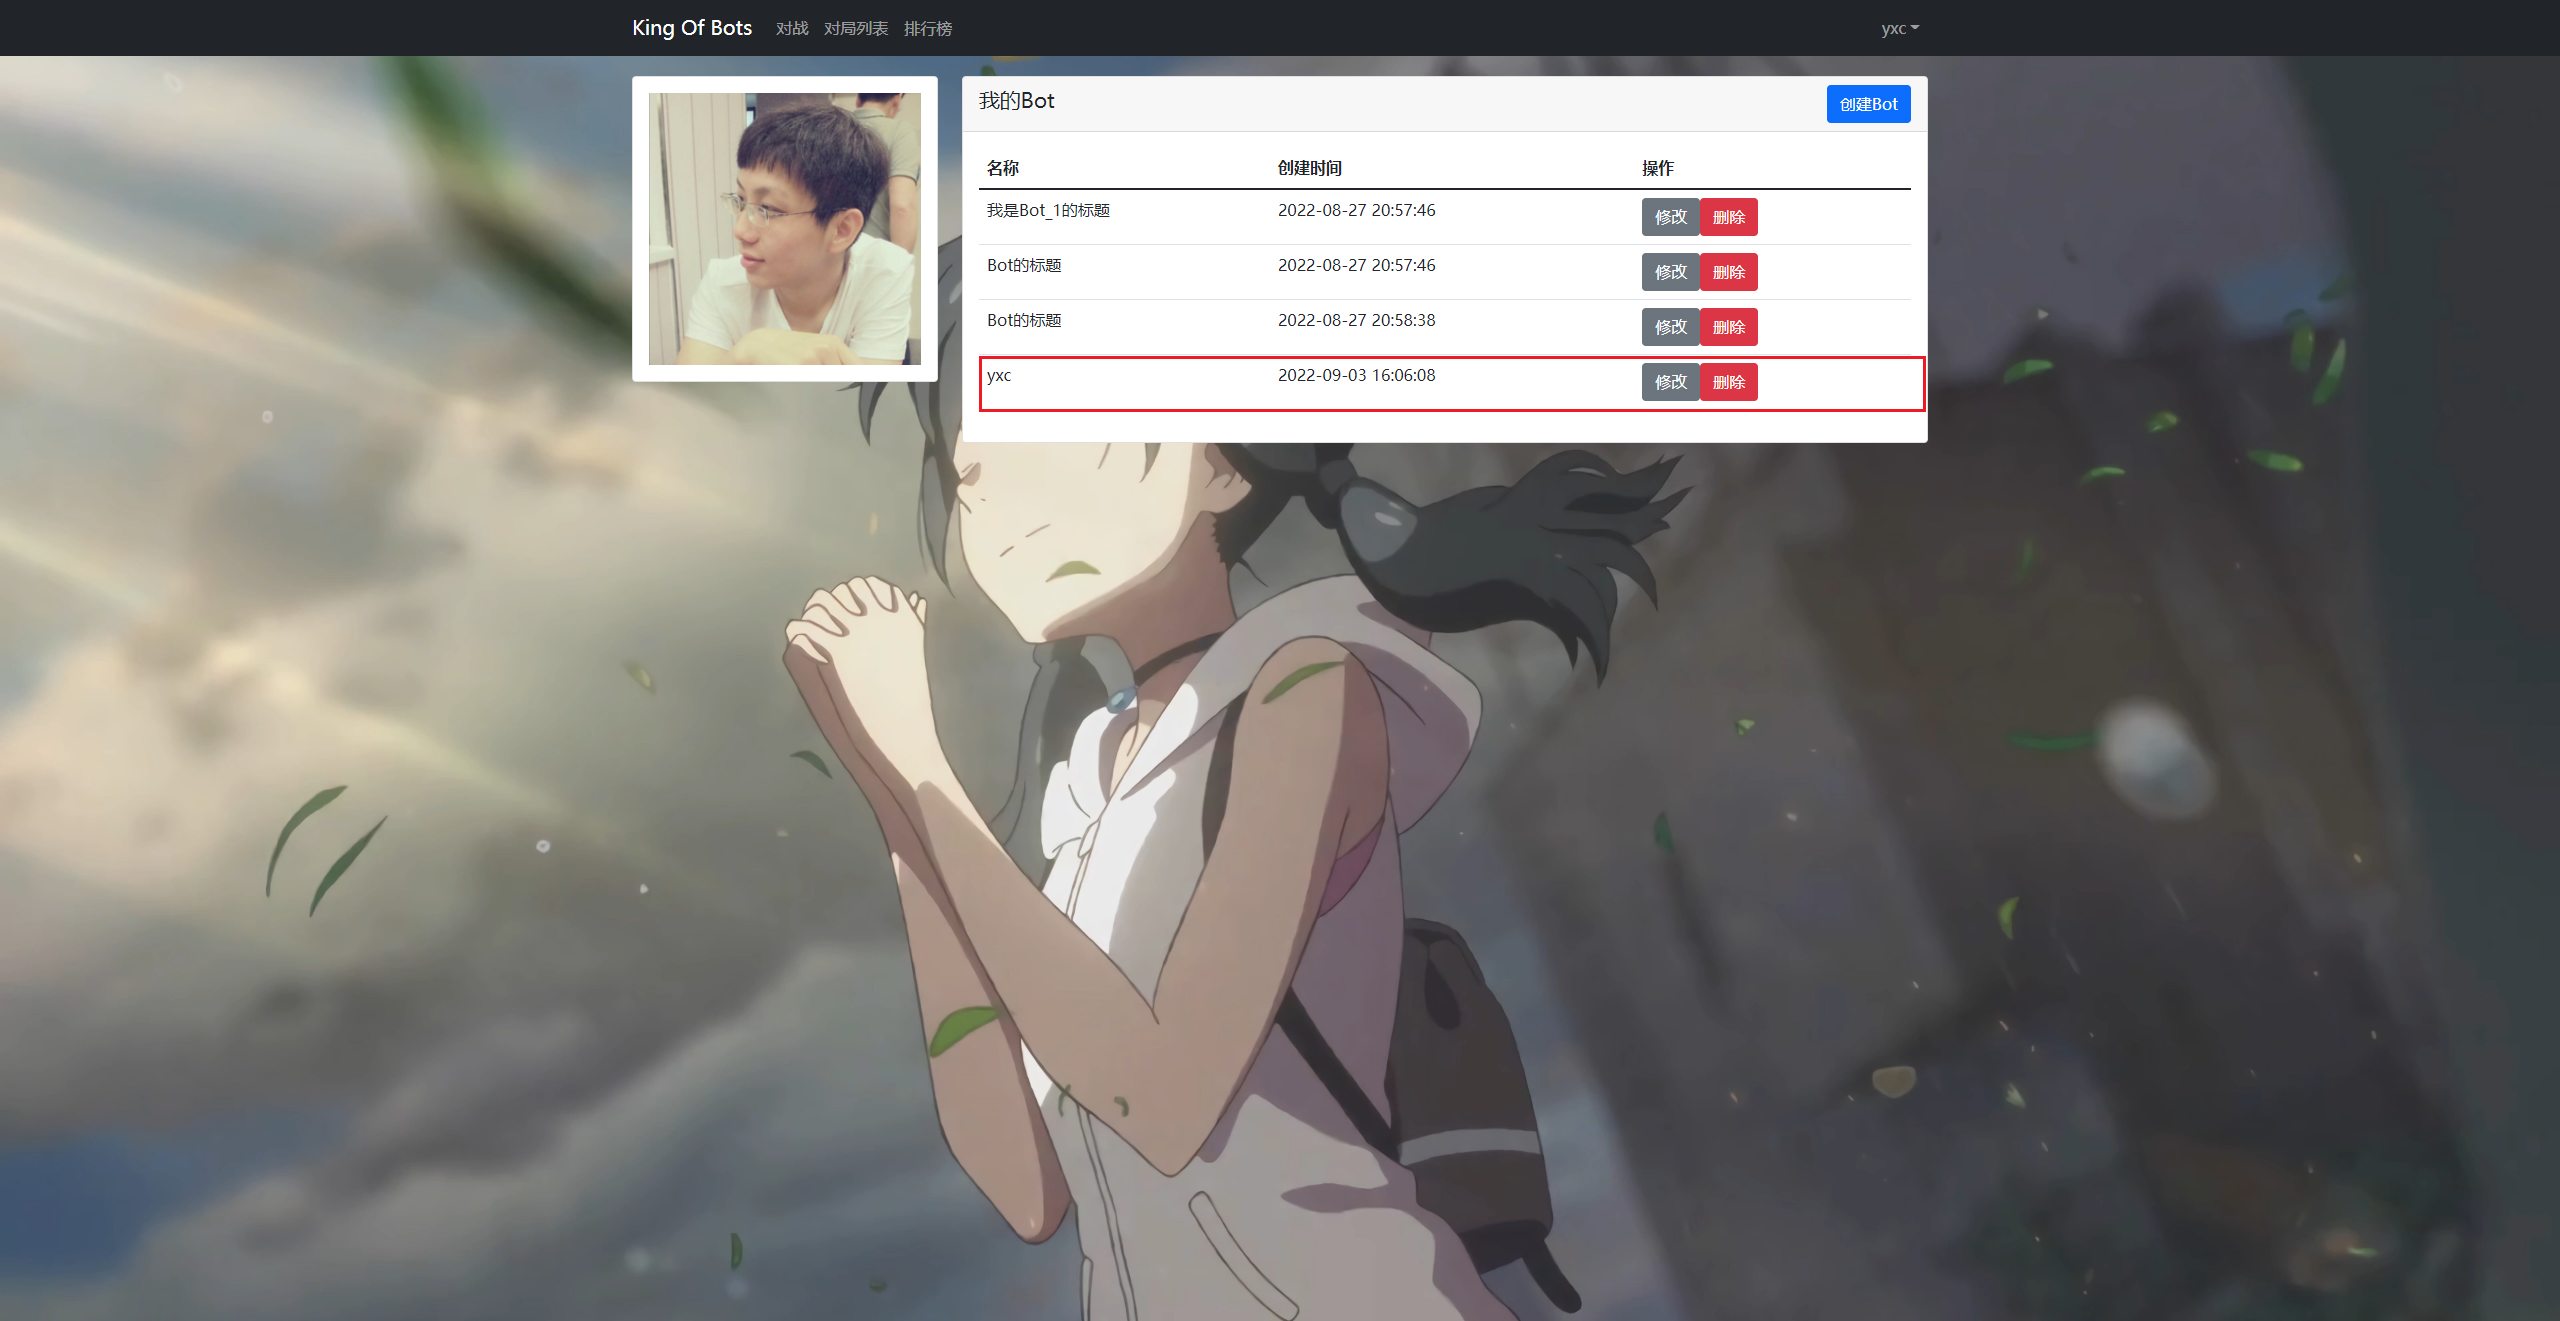 King Of Bots 对战 对局列表 排行榜 yxc
我的Bot 创建Bot
名称 创建时间 操作
我是Bot_1的标题 2022-08-27 20:57:46 修改 删除
Bot的标题 2022-08-27 20:57:46 修改 删除
Bot的标题 2022-08-27 20:58:38 修改 删除
yxc 2022-09-03 16:06:08 修改 删除